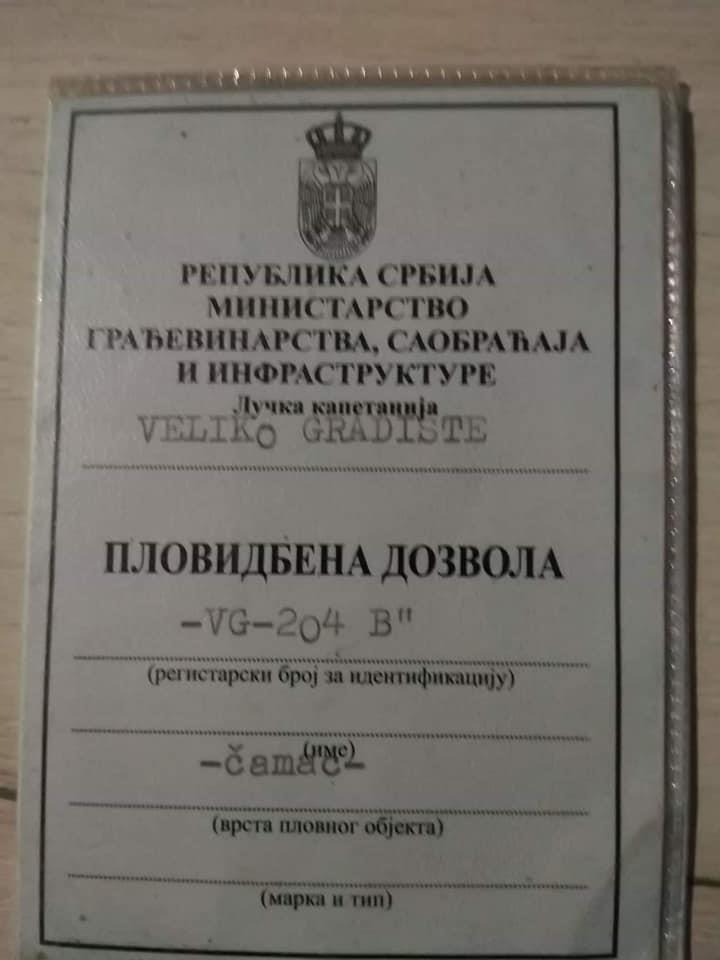 РЕПУБЛИКА СРБИЈА
МИНИСТАРСТВО
ГРАЂЕВИНАРСТВА, САОБРАЋАЈА
И ИНФРАСТРУКТУРЕ
Лучка капетанија
VELIKO GRADISTE
ПЛОВИДБЕНА ДОЗВОЛА
-VG-204 B"
(регистарски број за идентификацију)
(име)
-čamac-
(врста пловног објекта)
(марка и тип)